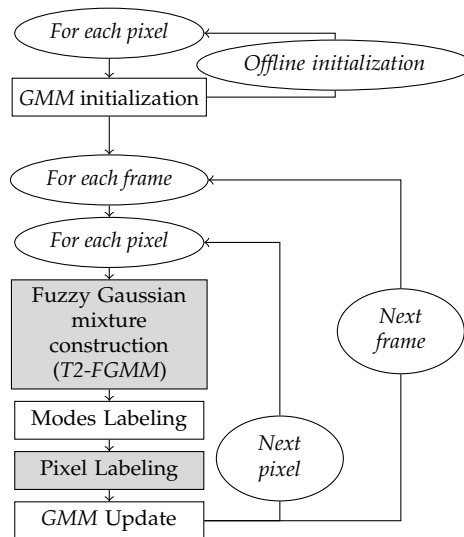 For each pixel
Offline initialization
GMM initialization
For each frame
For each pixel
Fuzzy Gaussian
mixture
construction
(T2-FGMM)
Next
frame
Modes Labeling
Next
pixel
Pixel Labeling
GMM Update